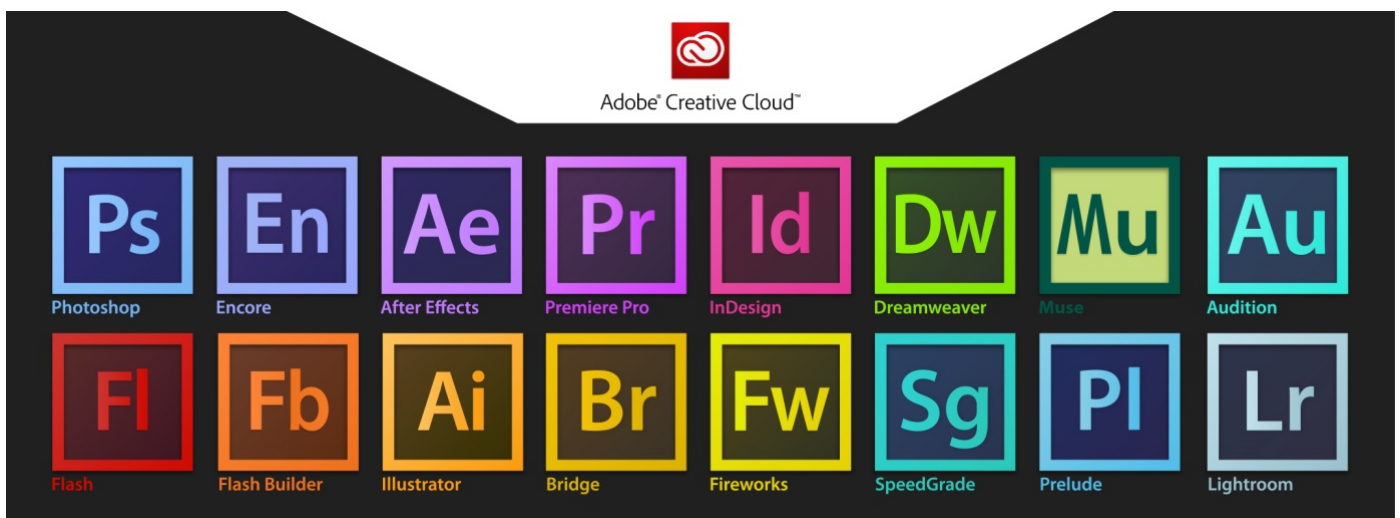 Adobe® Creative Cloud™
Ps En Ae Pr Id Dw Mu Au
Photoshop Encore After Effects Premiere Pro InDesign Dreamweaver Muse Audition
Fl Fb Ai Br Fw Sg Pl Lr
Flash Flash Builder Illustrator Bridge Fireworks SpeedGrade Prelude Lightroom